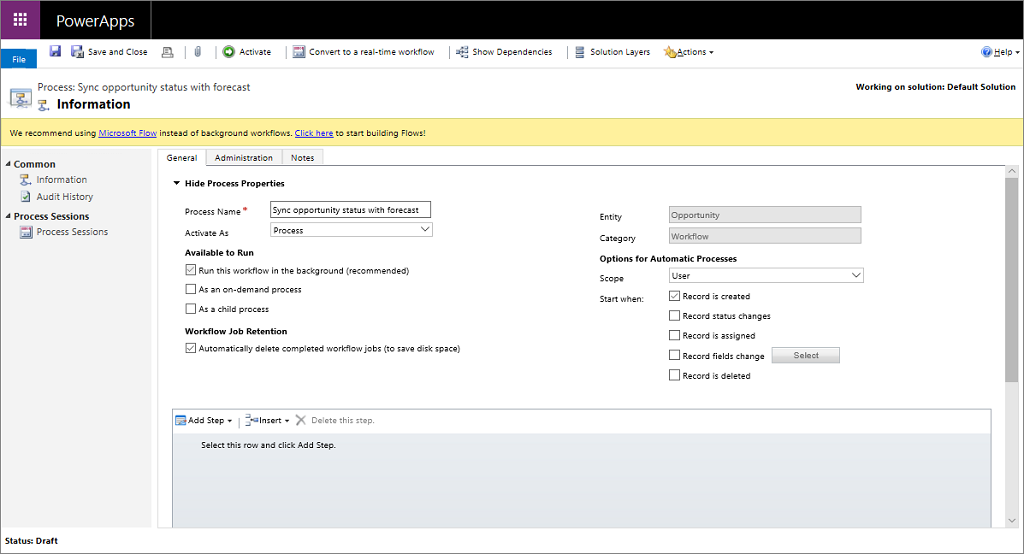 PowerApps
File Save and Close Activate Convert to a real-time workflow Show Dependencies Solution Layers Actions Help
Process: Sync opportunity status with forecast
Information
Working on solution: Default Solution
We recommend using Microsoft Flow instead of background workflows. Click here to start building Flows!
Common
Information
Audit History
Process Sessions
Process Sessions
General Administration Notes
Hide Process Properties
Process Name * Sync opportunity status with forecast
Activate As Process
Available to Run
Run this workflow in the background (recommended)
As an on-demand process
As a child process
Workflow Job Retention
Automatically delete completed workflow jobs (to save disk space)
Entity Opportunity
Category Workflow
Options for Automatic Processes
Scope User
Start when: Record is created
Record status changes
Record is assigned
Record fields change Select
Record is deleted
Add Step Insert Delete this step.
Select this row and click Add Step.
Status: Draft